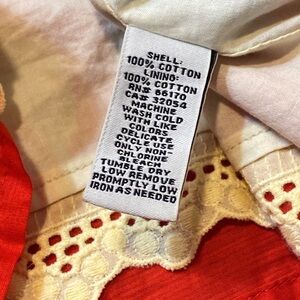 SHELL:
100% COTTON
LINING:
100% COTTON
RN# 66170
CA# 32054
MACHINE
WASH COLD
WITH LIKE
COLORS
DELICATE
CYCLE USE
ONLY NON-
CHLORINE
BLEACH
TUMBLE DRY
LOW REMOVE
PROMPTLY LOW
IRON AS NEEDED